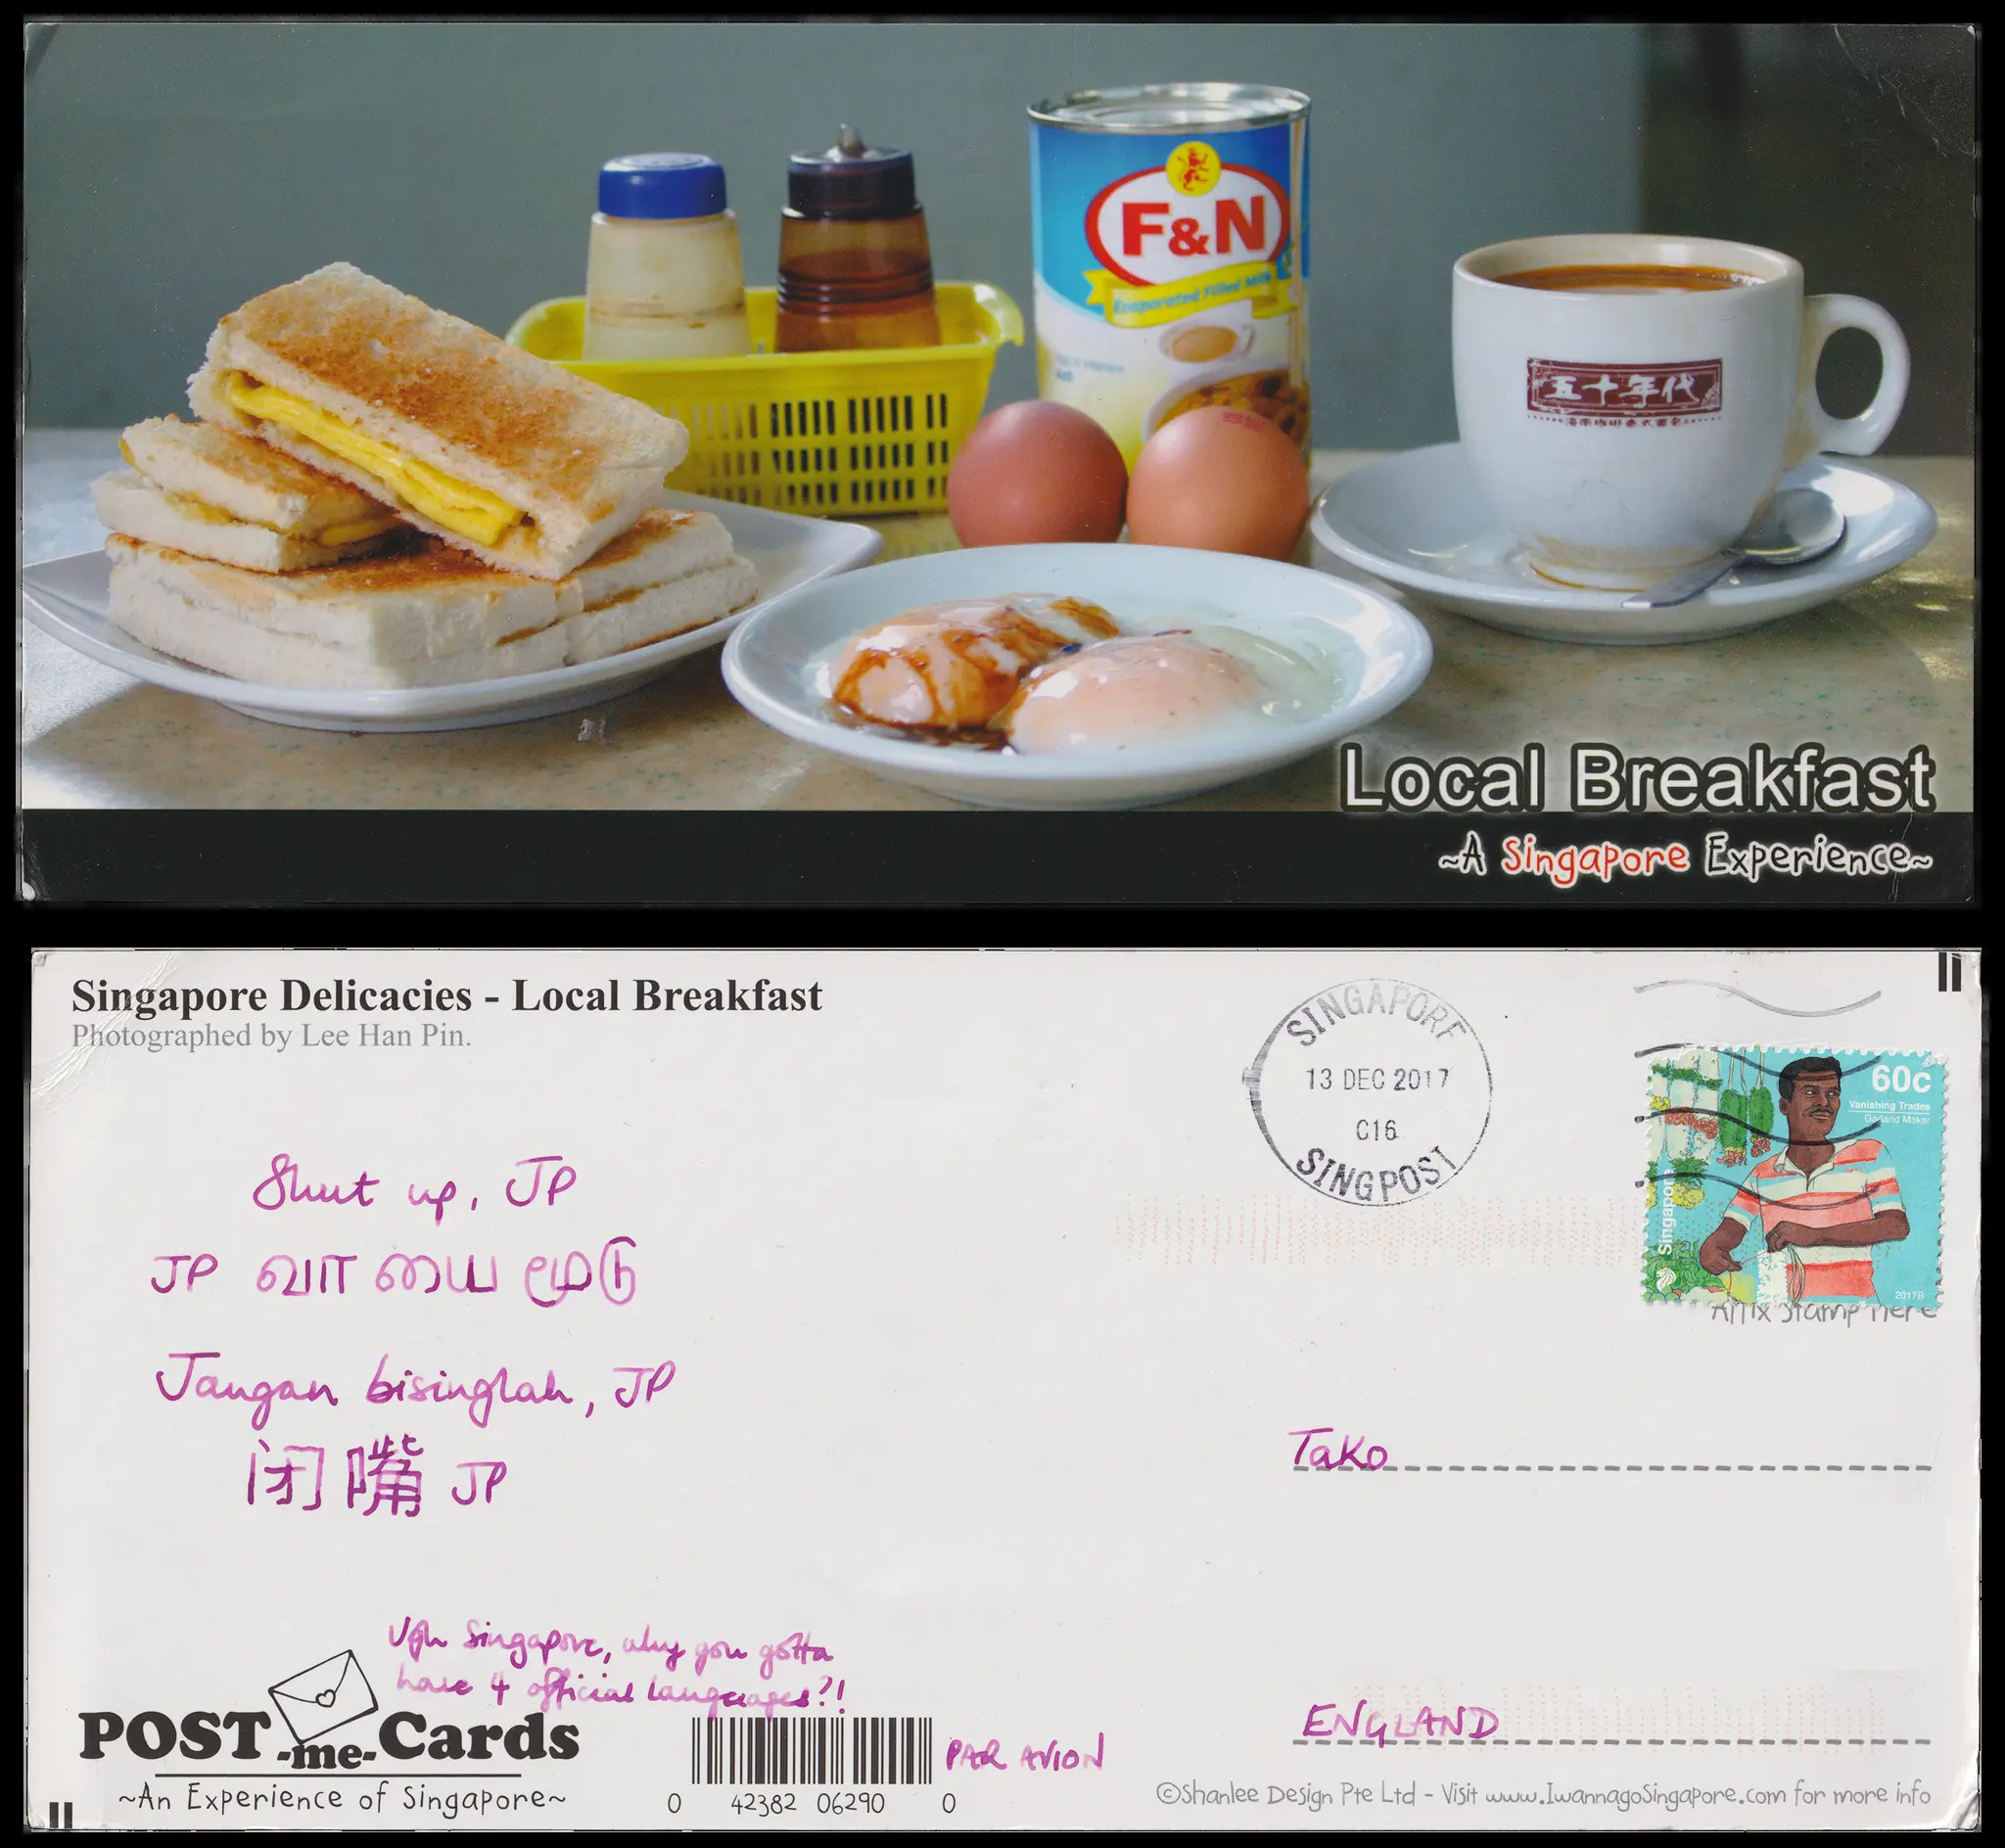 F&N
Evaporated Filled Milk
五十年代
Local Breakfast
~A Singapore Experience~
Singapore Delicacies - Local Breakfast
Photographed by Lee Han Pin.
SINGAPORE
13 DEC 2017
C16
SINGPOST
60c
Vanishing Trades
Garland Maker
Singapore
2017B
Affix Stamp Here
Shut up, JP
JP வாயை மூடு
Jangan bisinglah, JP
闭嘴 JP
Tako
Ugh Singapore, why you gotta
have 4 official languages?!
ENGLAND
POST-me-Cards
~An Experience of Singapore~
0 42382 06290 0
PAR AVION
©Shanlee Design Pte Ltd - Visit www.IwannagoSingapore.com for more info